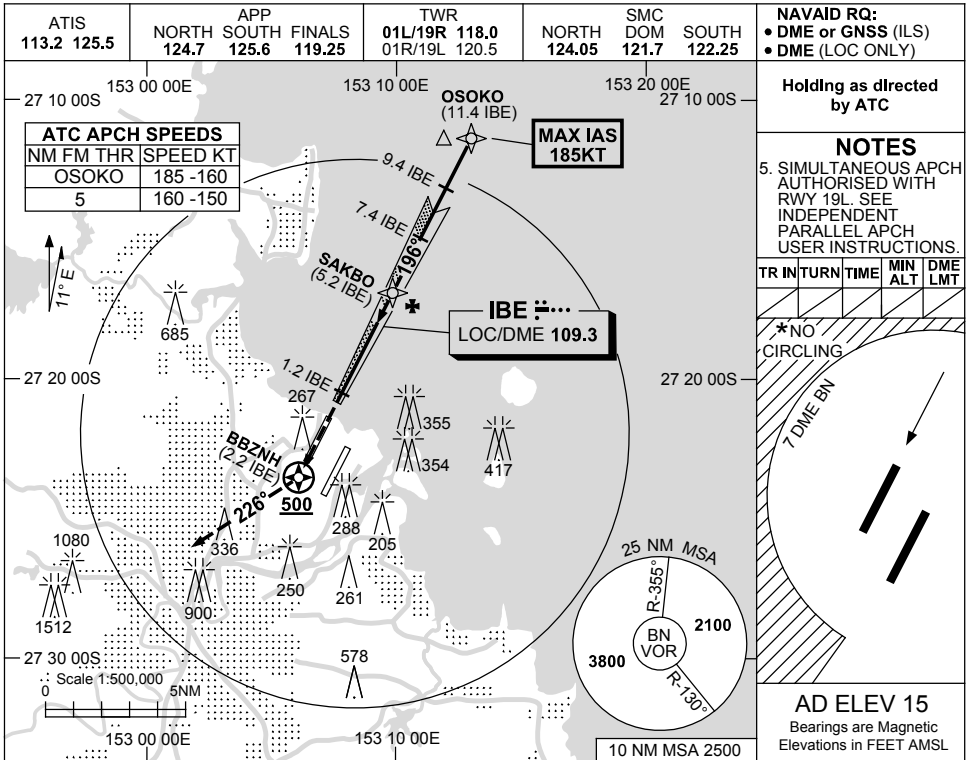 ATIS
113.2 125.5
APP
NORTH SOUTH FINALS
124.7 125.6 119.25
TWR
01L/19R 118.0
01R/19L 120.5
SMC
NORTH DOM SOUTH
124.05 121.7 122.25
NAVAID RQ:
• DME or GNSS (ILS)
• DME (LOC ONLY)
Holding as directed
by ATC
NOTES
5. SIMULTANEOUS APCH
AUTHORISED WITH
RWY 19L. SEE
INDEPENDENT
PARALLEL APCH
USER INSTRUCTIONS.
TR IN TURN TIME MIN ALT DME LMT
*NO
CIRCLING
7 DME BN
AD ELEV 15
Bearings are Magnetic
Elevations in FEET AMSL
153 00 00E
153 10 00E
153 20 00E
27 10 00S
27 10 00S
ATC APCH SPEEDS
NM FM THR SPEED KT
OSOKO 185 -160
5 160 -150
OSOKO
(11.4 IBE)
MAX IAS
185KT
9.4 IBE
7.4 IBE
196°
11° E
SAKBO
(5.2 IBE)
IBE
LOC/DME 109.3
685
1.2 IBE
27 20 00S
27 20 00S
267
355
354
417
BBZNH
(2.2 IBE)
500
226°
288
205
336
250
261
1080
900
1512
578
25 NM MSA
R-355°
BN
VOR
2100
3800
R-130°
27 30 00S
Scale 1:500,000
0 5NM
153 00 00E
153 10 00E
10 NM MSA 2500